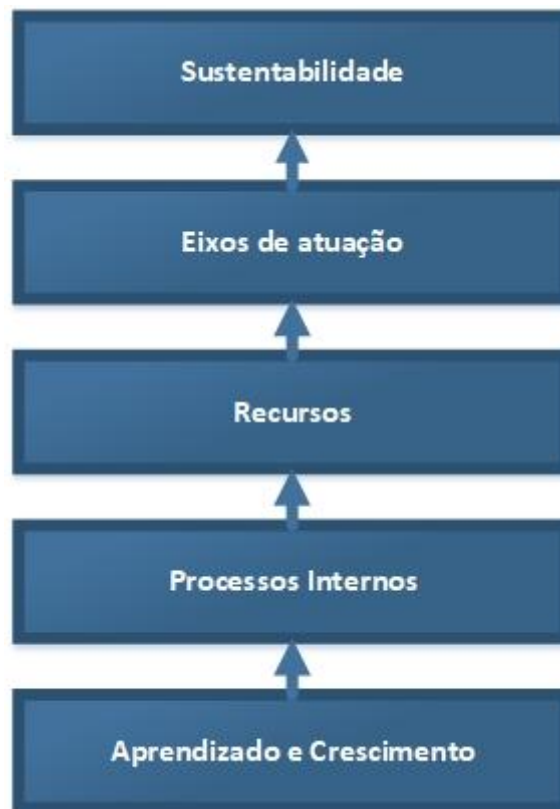 Sustentabilidade
Eixos de atuação
Recursos
Processos Internos
Aprendizado e Crescimento